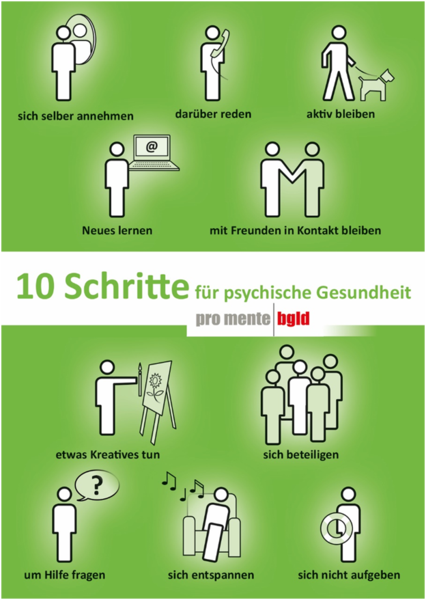 sich selber annehmen
darüber reden
aktiv bleiben
@
Neues lernen
mit Freunden in Kontakt bleiben
10 Schritte für psychische Gesundheit
pro mente bgld
etwas Kreatives tun
sich beteiligen
?
um Hilfe fragen
sich entspannen
sich nicht aufgeben